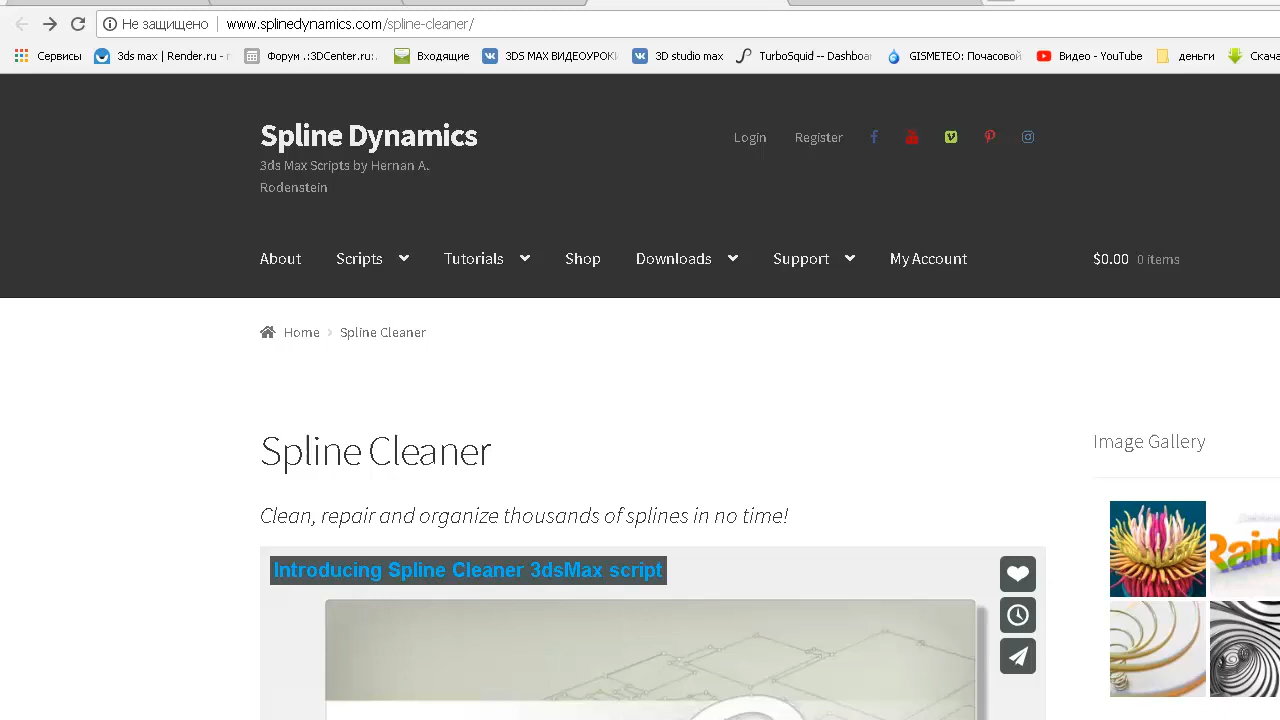 Не защищено www.splinedynamics.com/spline-cleaner/
Сервисы 3ds max | Render.ru - Форум .:3DCenter.ru:. Входящие 3DS MAX ВИДЕОУРОК 3D studio max TurboSquid -- Dashboar GISMETEO: Почасовой Видео - YouTube деньги Скача
Spline Dynamics
3ds Max Scripts by Hernan A.
Rodenstein
Login Register
About Scripts Tutorials Shop Downloads Support My Account $0.00 0 items
Home Spline Cleaner
Spline Cleaner
Image Gallery
Clean, repair and organize thousands of splines in no time!
Introducing Spline Cleaner 3dsMax script